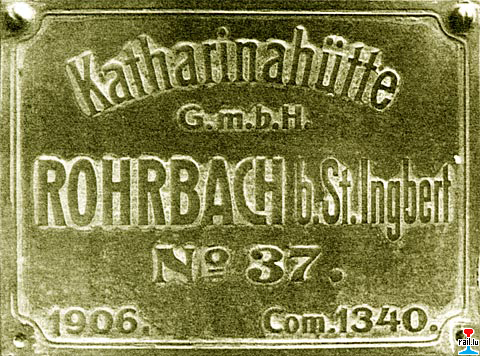 Katharinahütte
G.m.b.H.
ROHRBACH b.St.Ingbert
No 37.
1906. Com.1340.
rail.lu